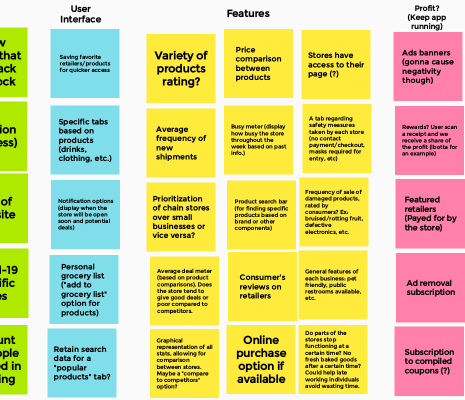 User
Interface
Features
Profit?
(Keep app
running)
w
that
ack
ock
Saving favorite
retailers/products
for quicker access
Variety of
products
rating?
Price
comparison
between
products
Stores have
access to their
page (?)
Ads banners
(gonna cause
negativity
though)
ion
ess)
Specific tabs
based on
products
(drinks,
clothing, etc.)
Average
frequency of
new
shipments
Busy meter (display
how busy the store
throughout the
week based on past
info.)
A tab regarding
safety measures
taken by each store
(no contact
payment/checkout,
masks required for
entry, etc)
Rewards? User scan
a receipt and we
receive a share of
the profit (Ibotta for
an example)
of
site
Notification options
(display when the
store will be open
soon and potential
deals)
Prioritization
of chain stores
over small
businesses or
vice versa?
Product search bar
(for finding specific
products based on
brand or other
components)
Frequency of sale of
damaged products,
rated by
consumers? Ex:
bruised/rotting fruit,
defective
electronics, etc.
Featured
retailers
(Payed for by
the store)
d-19
ific
es
Personal
grocery list
("add to
grocery list"
option for
products)
Average deal meter
(based on product
comparisons). Does
the store tend to
give good deals or
poor compared to
competitors.
Consumer's
reviews on
retailers
General features of
each business: pet
friendly, public
restrooms available,
etc.
Ad removal
subscription
unt
ople
ed in
ing
Retain search
data for a
"popular
products" tab?
Graphical
representation of all
stats, allowing for
comparison
between stores.
Maybe a "compare
to competitors"
option?
Online
purchase
option if
available
Do parts of the
stores stop
functioning at a
certain time? No
fresh baked goods
after a certain time?
Could help late
working individuals
avoid wasting time.
Subscription
to compiled
coupons (?)